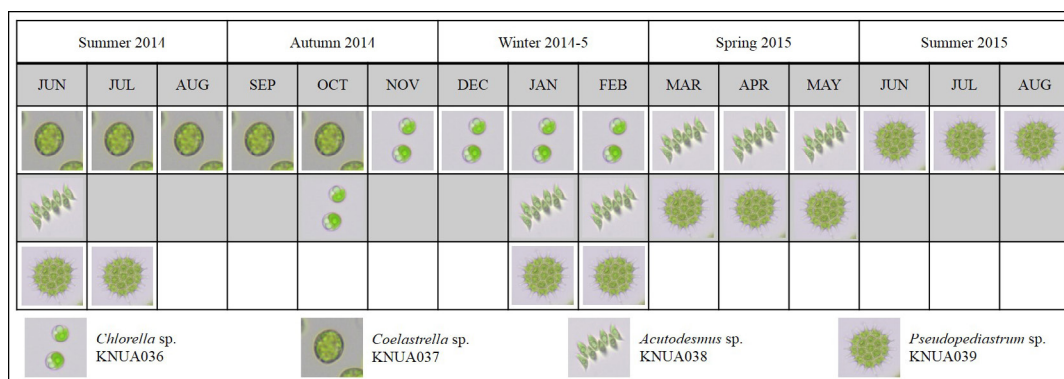 Summer 2014 Autumn 2014 Winter 2014-5 Spring 2015 Summer 2015
JUN JUL AUG SEP OCT NOV DEC JAN FEB MAR APR MAY JUN JUL AUG
Chlorella sp.
KNUA036
Coelastrella sp.
KNUA037
Acutodesmus sp.
KNUA038
Pseudopediastrum sp.
KNUA039